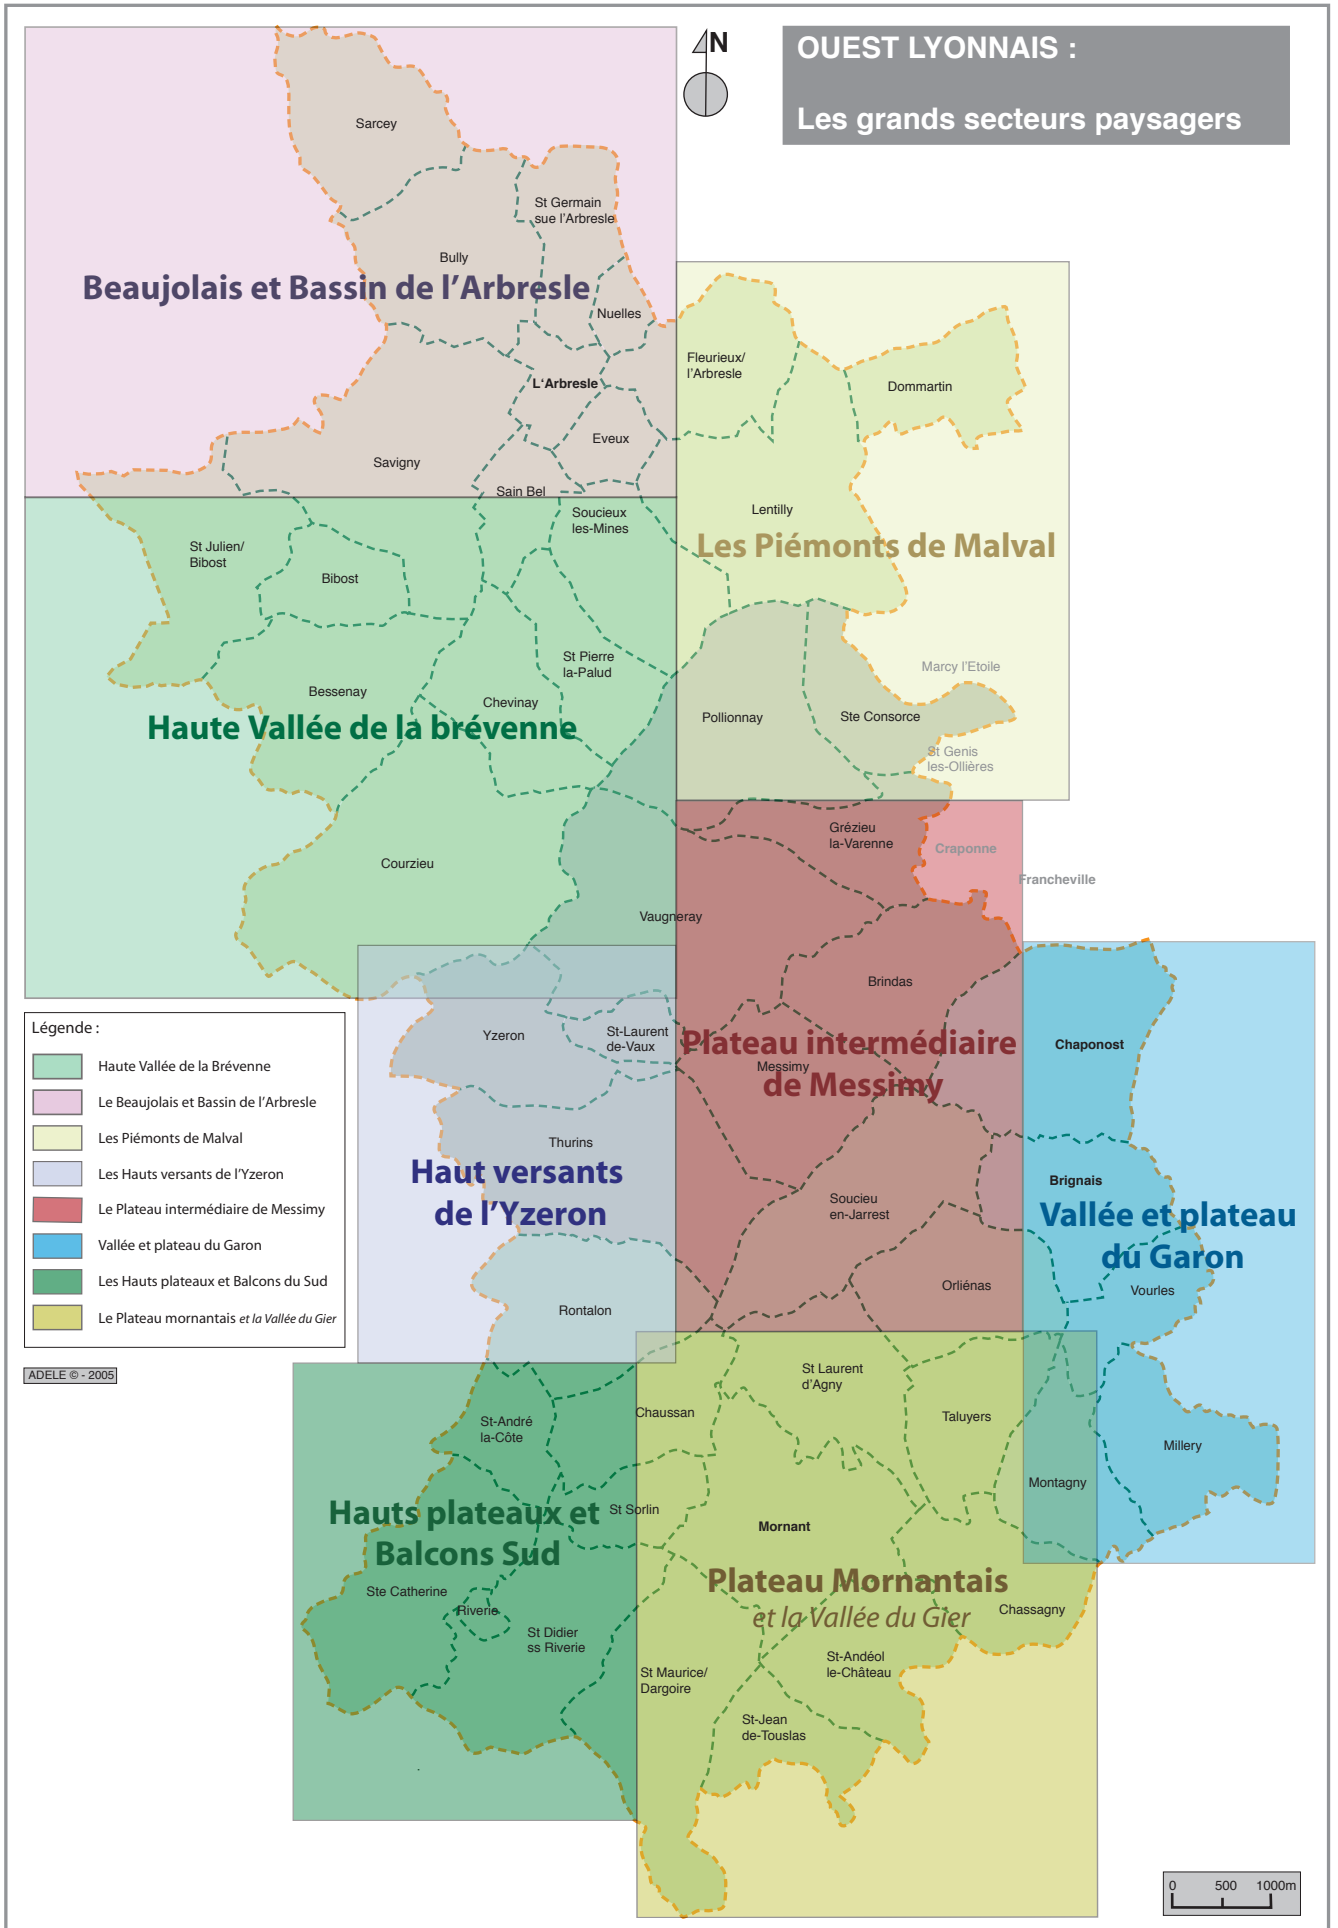 N
OUEST LYONNAIS :
Les grands secteurs paysagers
Sarcey
St Germain
sue l'Arbresle
Bully
Beaujolais et Bassin de l'Arbresle
Nuelles
Fleurieux/
l'Arbresle
L'Arbresle
Dommartin
Eveux
Savigny
Sain Bel
Soucieux
les-Mines
Lentilly
Les Piémonts de Malval
St Julien/
Bibost
Bibost
St Pierre
la-Palud
Marcy l'Etoile
Bessenay
Chevinay
Pollionnay
Ste Consorce
Haute Vallée de la brévenne
St Genis
les-Ollières
Grézieu
la-Varenne
Craponne
Courzieu
Francheville
Vaugneray
Brindas
Yzeron
St-Laurent
de-Vaux
Plateau intermédiaire
de Messimy
Messimy
Chaponost
Légende :
Haute Vallée de la Brévenne
Le Beaujolais et Bassin de l'Arbresle
Les Piémonts de Malval
Les Hauts versants de l'Yzeron
Le Plateau intermédiaire de Messimy
Vallée et plateau du Garon
Les Hauts plateaux et Balcons du Sud
Le Plateau mornantais et la Vallée du Gier
ADELE © - 2005
Thurins
Haut versants
de l'Yzeron
Soucieu
en-Jarrest
Brignais
Vallée et plateau
du Garon
Orliénas
Vourles
Rontalon
St Laurent
d'Agny
Chaussan
St-André
la-Côte
Taluyers
Millery
Montagny
Hauts plateaux et
Balcons Sud
St Sorlin
Mornant
Plateau Mornantais
et la Vallée du Gier
Ste Catherine
Riverie
Chassagny
St Didier
ss Riverie
St Maurice/
Dargoire
St-Andéol
le-Château
St-Jean
de-Touslas
0 500 1000m